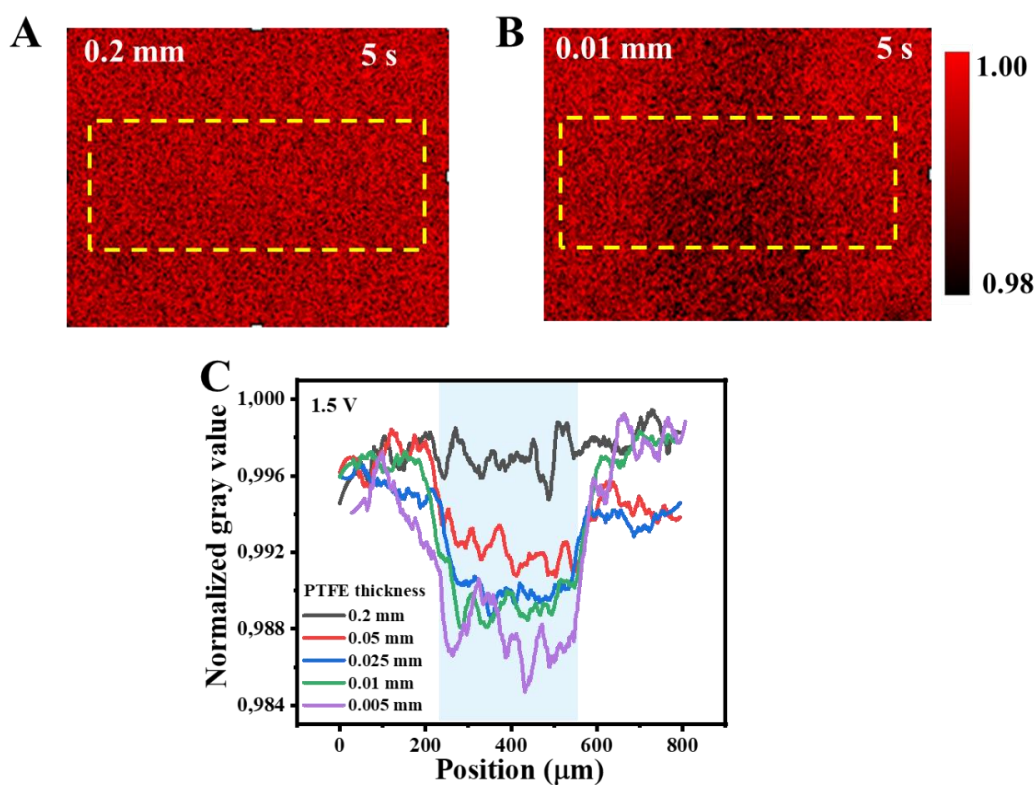 A
0.2 mm 5 s
B
0.01 mm 5 s
1.00
0.98
C
1.5 V
Normalized gray value
1,000
0,996
0,992
0,988
0,984
PTFE thickness
0.2 mm
0.05 mm
0.025 mm
0.01 mm
0.005 mm
0 200 400 600 800
Position (μm)